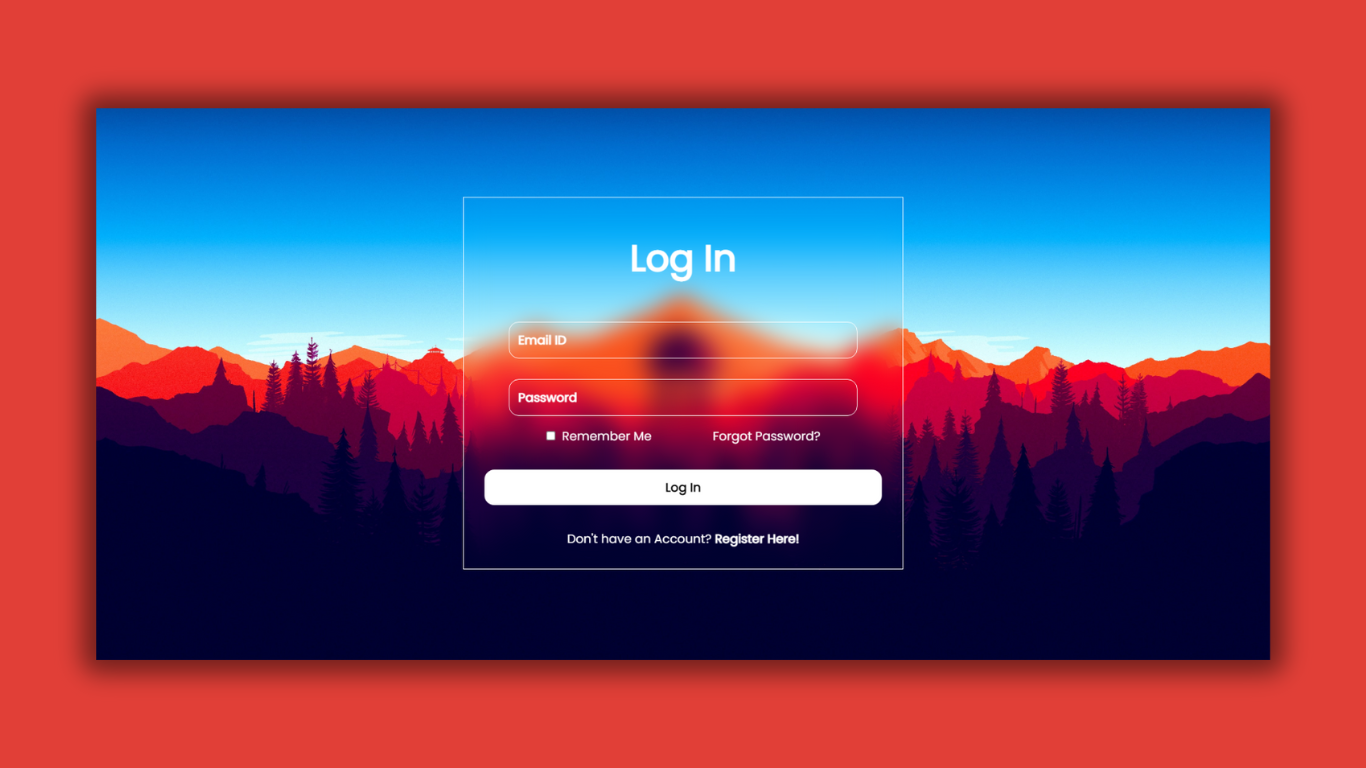 Log In
Email ID
Password
Remember Me Forgot Password?
Log In
Don't have an Account? Register Here!